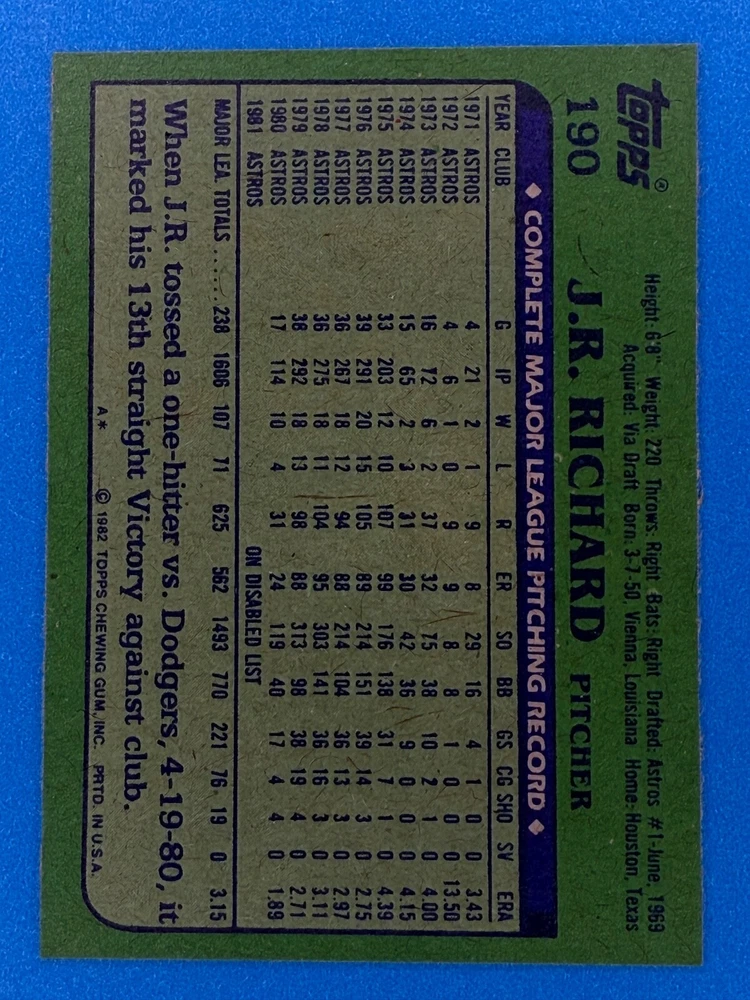 topps®
Height: 6'8" Weight: 220 Throws: Right Bats: Right Drafted: Astros #1-June, 1969
Acquired: Via Draft Born: 3-7-50, Vienna, Louisiana Home: Houston, Texas
190 J.R. RICHARD PITCHER
◆ COMPLETE MAJOR LEAGUE PITCHING RECORD ◆
YEAR CLUB G IP W L R ER SO BB GS CG SHO SV ERA
1971 ASTROS 4 21 2 1 9 8 29 16 4 1 0 0 3.43
1972 ASTROS 4 6 1 0 9 9 8 8 1 0 0 0 13.50
1973 ASTROS 16 72 6 2 37 32 75 38 10 2 1 0 4.00
1974 ASTROS 15 65 2 3 31 30 42 36 9 0 0 0 4.15
1975 ASTROS 33 203 12 10 107 99 176 138 31 7 1 0 4.39
1976 ASTROS 39 291 20 15 105 89 214 151 39 14 3 0 2.75
1977 ASTROS 36 267 18 12 94 88 214 104 36 13 3 0 2.97
1978 ASTROS 36 275 18 11 104 95 303 141 36 16 3 0 3.11
1979 ASTROS 38 292 18 13 98 88 313 98 38 19 4 0 2.71
1980 ASTROS 17 114 10 4 31 24 119 40 17 4 4 0 1.89
1981 ASTROS ON DISABLED LIST
MAJOR LEA. TOTALS ...... 238 1606 107 71 625 562 1493 770 221 76 19 0 3.15
When J.R. tossed a one-hitter vs. Dodgers, 4-19-80, it
marked his 13th straight Victory against club.
A* © 1982 TOPPS CHEWING GUM, INC. PRTD. IN U.S.A.